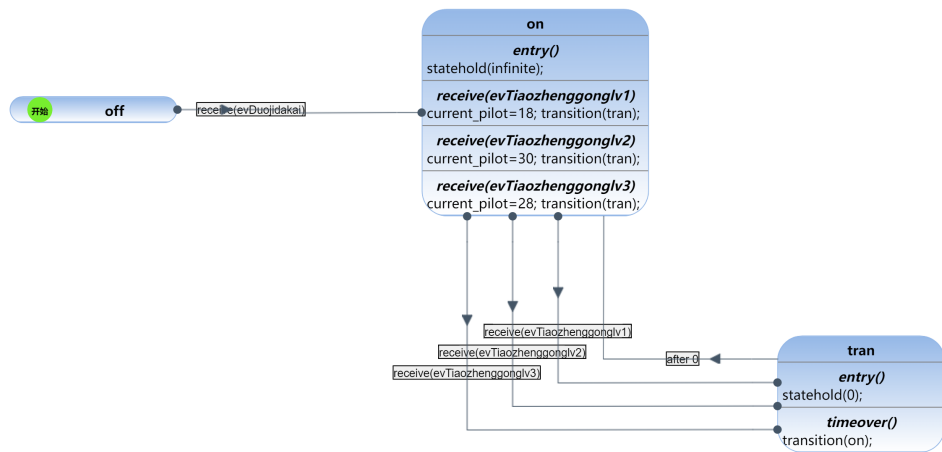 on
entry()
statehold(infinite);
receive(evTiaozhenggonglv1)
current_pilot=18; transition(tran);
receive(evTiaozhenggonglv2)
current_pilot=30; transition(tran);
receive(evTiaozhenggonglv3)
current_pilot=28; transition(tran);
开始
off
receive(evDuojidakai)
receive(evTiaozhenggonglv1)
receive(evTiaozhenggonglv2)
receive(evTiaozhenggonglv3)
after 0
tran
entry()
statehold(0);
timeover()
transition(on);